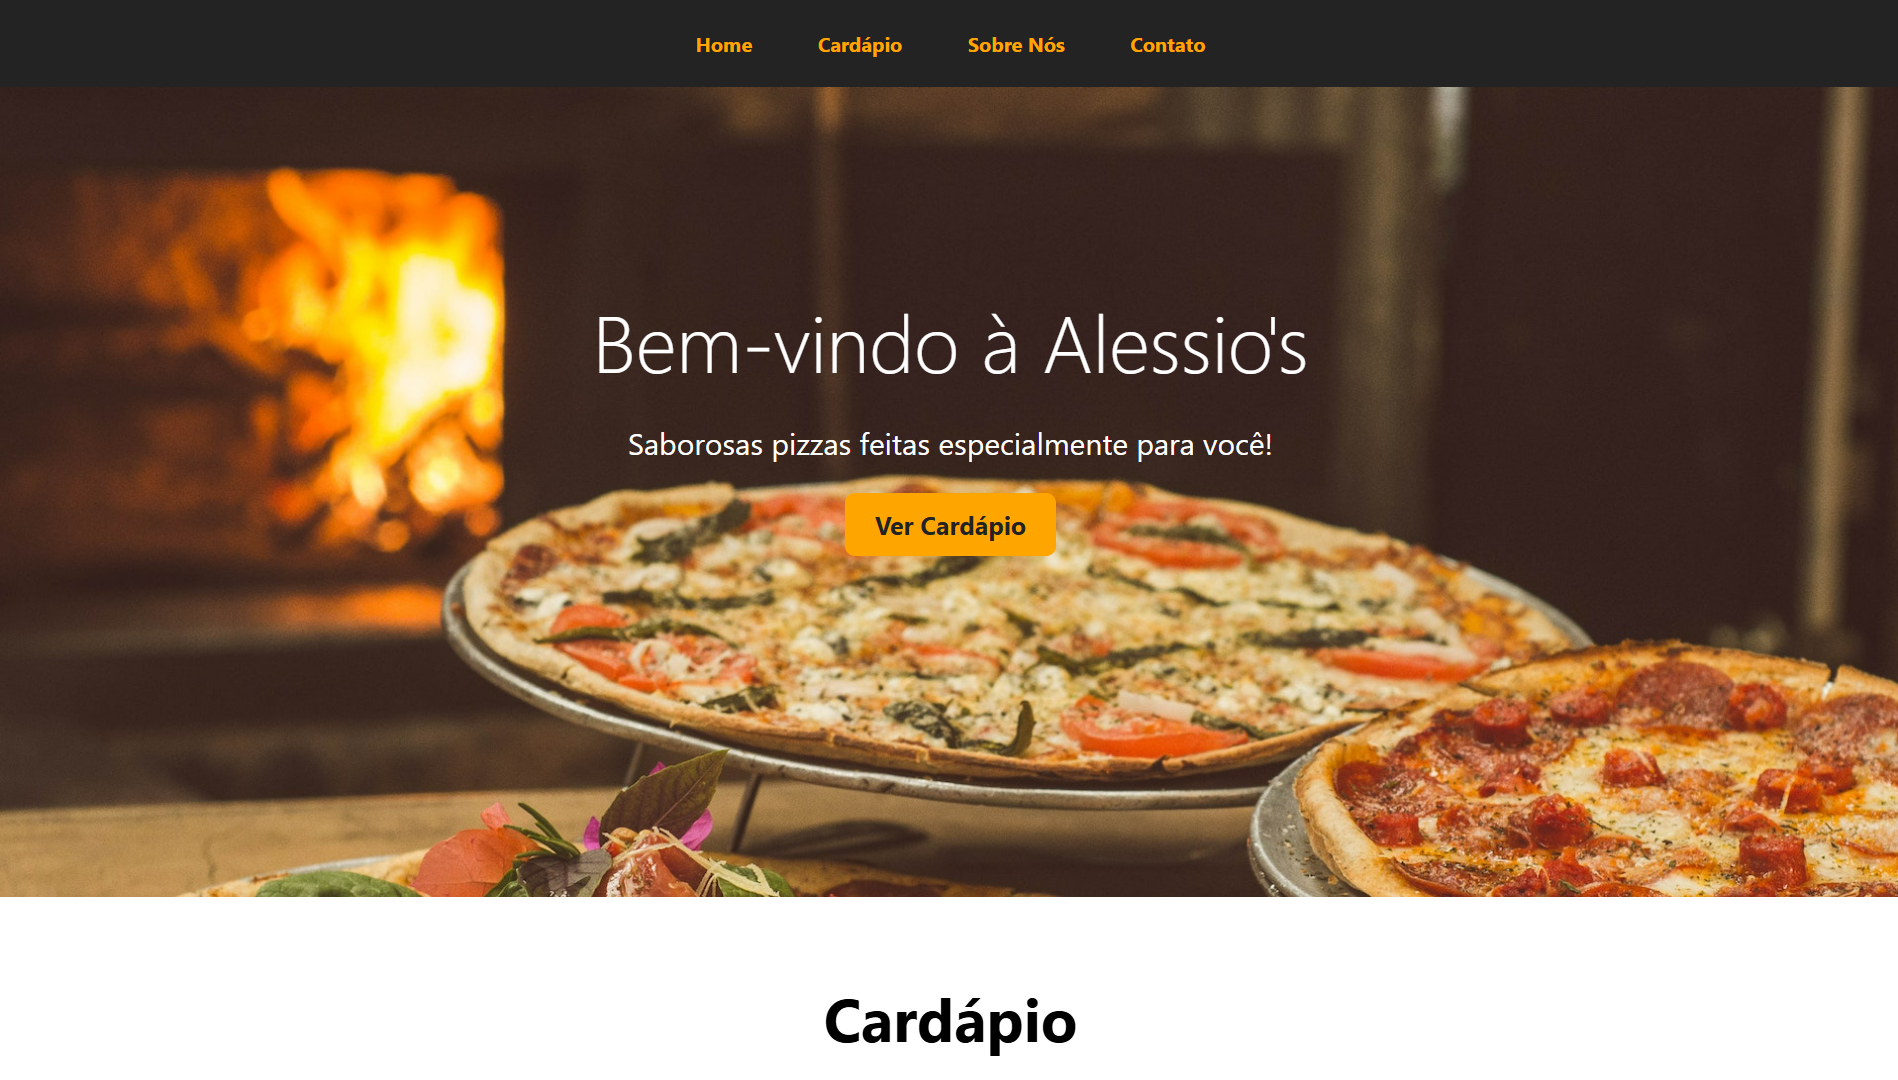 Home Cardápio Sobre Nós Contato
Bem-vindo à Alessio's
Saborosas pizzas feitas especialmente para você!
Ver Cardápio
Cardápio